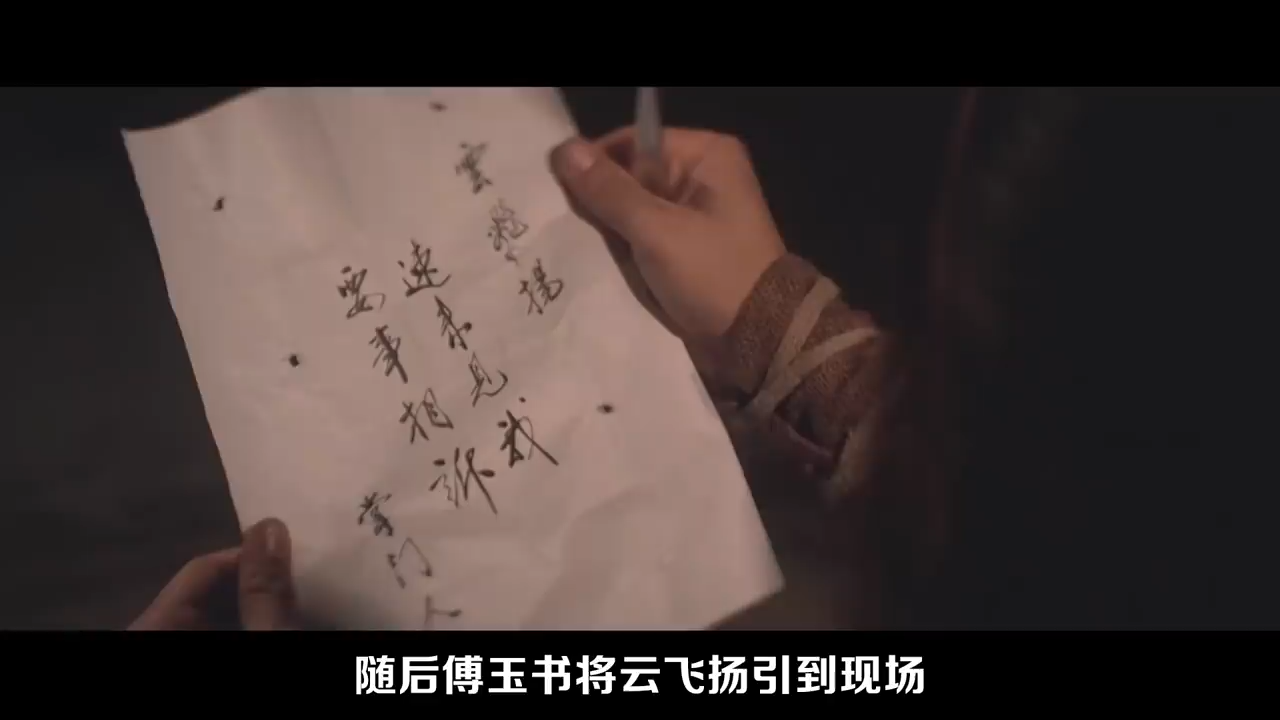 雲飛揚
速來見我
要事相訴
掌门人
随后傅玉书将云飞扬引到现场